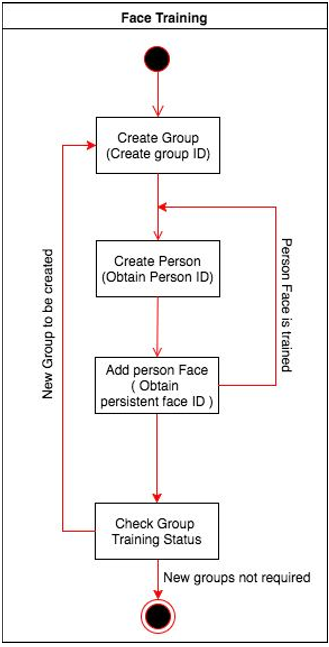 Face Training
Create Group
(Create group ID)
Create Person
(Obtain Person ID)
Person Face is trained
New Group to be created
Add person Face
( Obtain
persistent face ID )
Check Group
Training Status
New groups not required